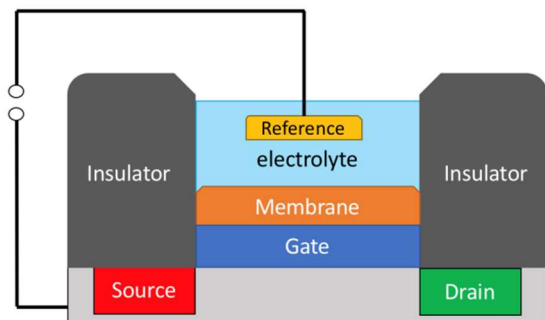 Reference
electrolyte
Insulator
Insulator
Membrane
Gate
Source
Drain